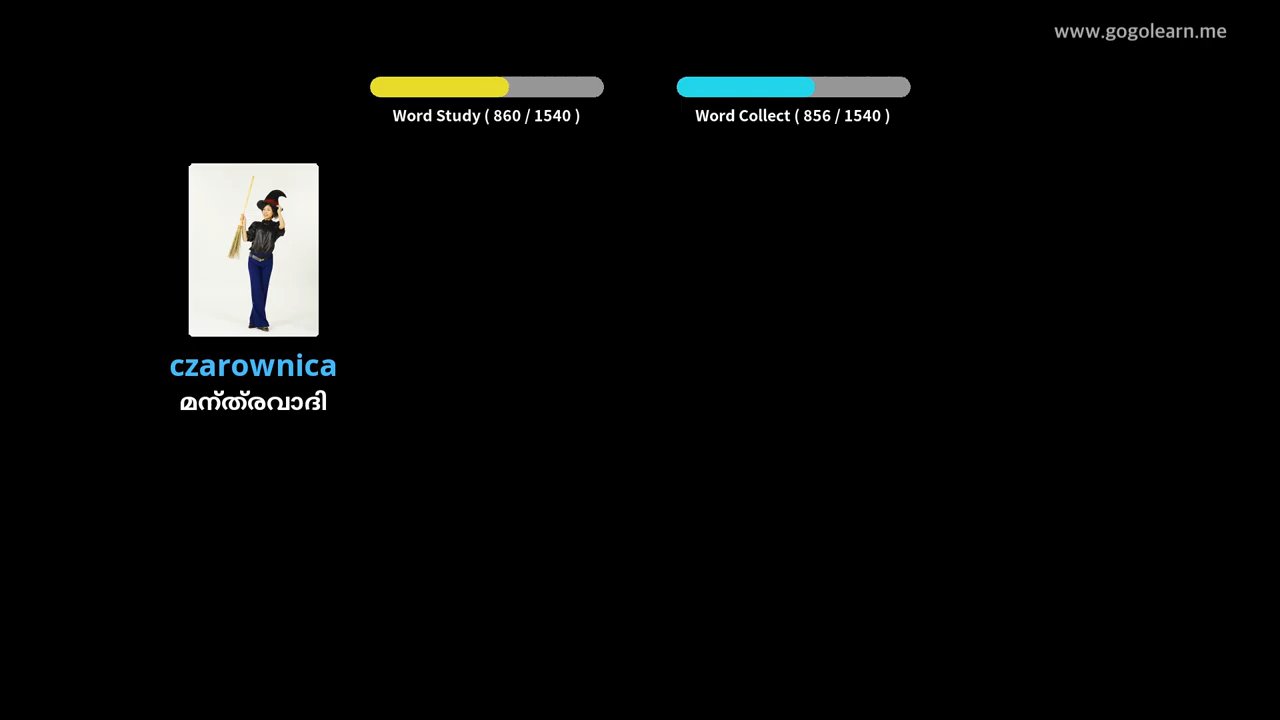 www.gogolearn.me
Word Study ( 860 / 1540 )
Word Collect ( 856 / 1540 )
czarownica
മന്ത്രവാദി